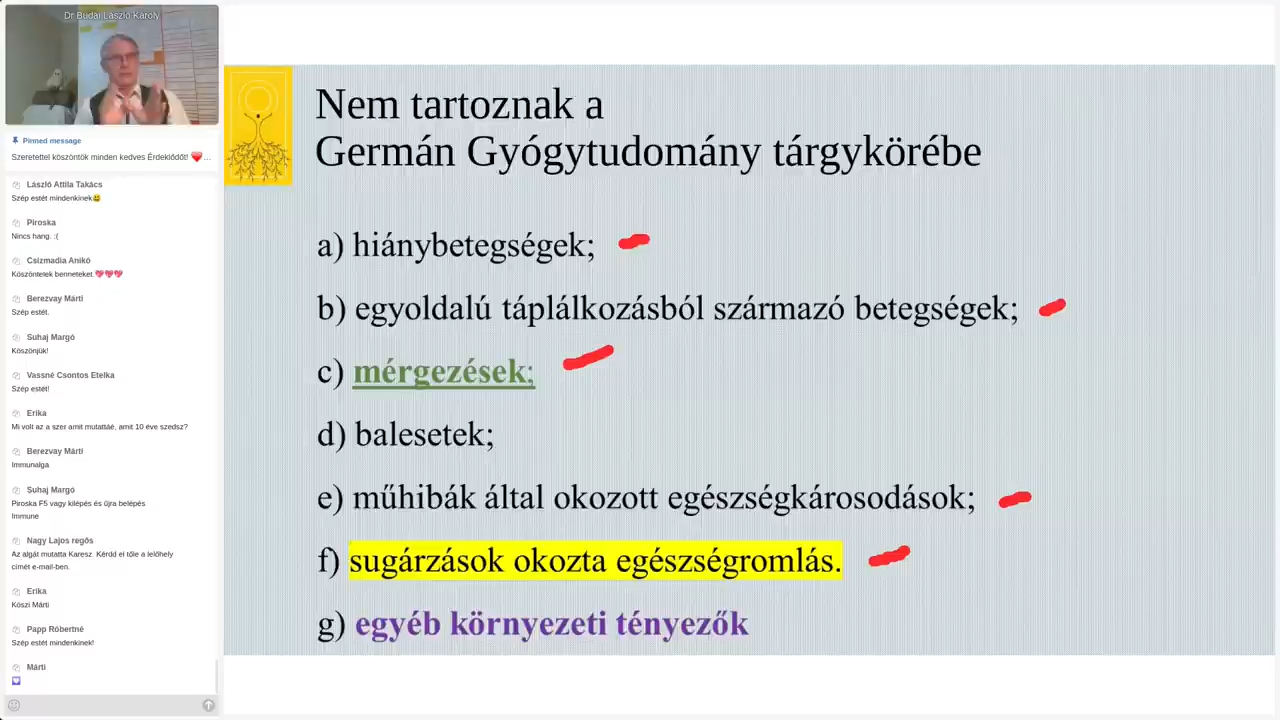 Dr Budai László Károly
Pinned message
Szeretettel köszöntök minden kedves Érdeklődőt! ❤️...
László Attila Takács
Szép estét mindenkinek😃
Piroska
Nincs hang. :(
Csizmadia Anikó
Köszöntelek benneteket.💖💖💖
Berezvay Márti
Szép estét.
Suhaj Margó
Köszönjük!
Vassné Csontos Etelka
Szép estét!
Erika
Mi volt az a szer amit mutattáé, amit 10 éve szedsz?
Berezvay Márti
Immunalga
Suhaj Margó
Piroska F5 vagy kilépés és újra belépés
Immune
Nagy Lajos regős
Az algát mutatta Karesz Kérdd el tőle a lelőhely
címét e-mail-ben.
Erika
Köszi Márti
Papp Róbertné
Szép estét mindenkinek!
Márti
💟
Nem tartoznak a
Germán Gyógytudomány tárgykörébe
a) hiánybetegségek;
b) egyoldalú táplálkozásból származó betegségek;
c) mérgezések;
d) balesetek;
e) műhibák által okozott egészségkárosodások;
f) sugárzások okozta egészségromlás.
g) egyéb környezeti tényezők